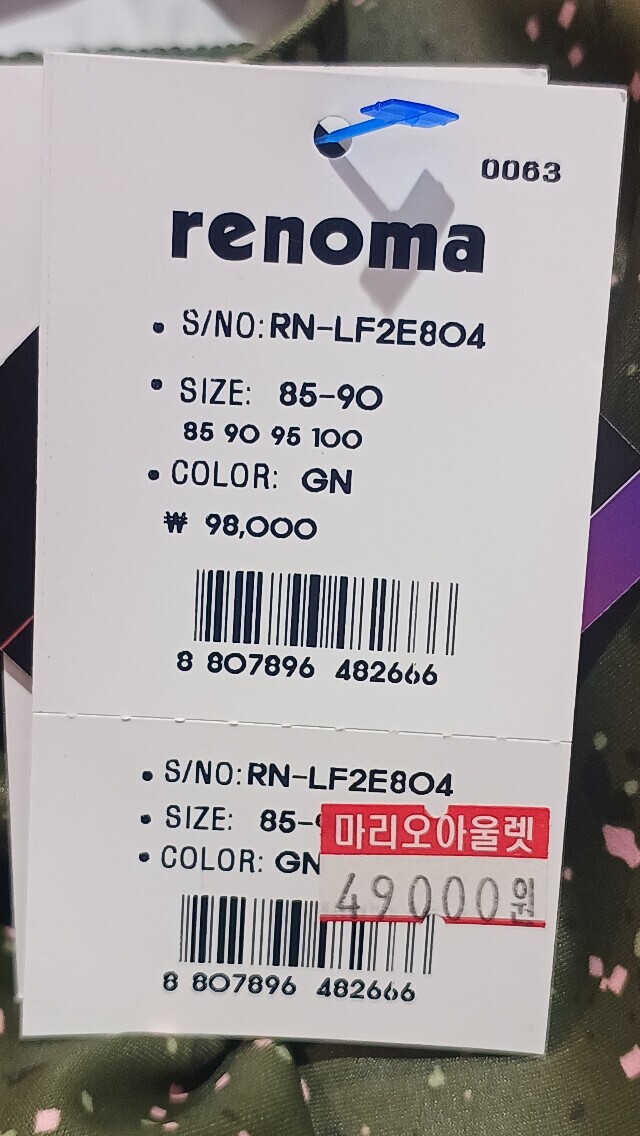 0063
renoma
• S/NO: RN-LF2E804
• SIZE: 85-90
85 90 95 100
• COLOR: GN
₩ 98,000
8 807896 482666
• S/NO: RN-LF2E804
• SIZE: 85-
마리오아울렛
• COLOR: GN
49000원
8 807896 482666